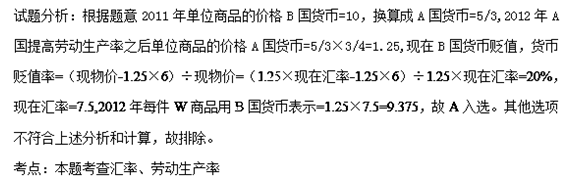 试题分析：根据题意 2011 年单位商品的价格 B 国货币=10，换算成 A 国货币=5/3,2012 年 A
国提高劳动生产率之后单位商品的价格 A 国货币=5/3×3/4=1.25,现在 B 国货币贬值，货币
贬值率=（现物价-1.25×6）÷现物价=（1.25×现在汇率-1.25×6）÷1.25×现在汇率=20%，
现在汇率=7.5,2012 年每件 W 商品用 B 国货币表示=1.25×7.5=9.375，故 A 入选。其他选项
不符合上述分析和计算，故排除。
考点：本题考查汇率、劳动生产率